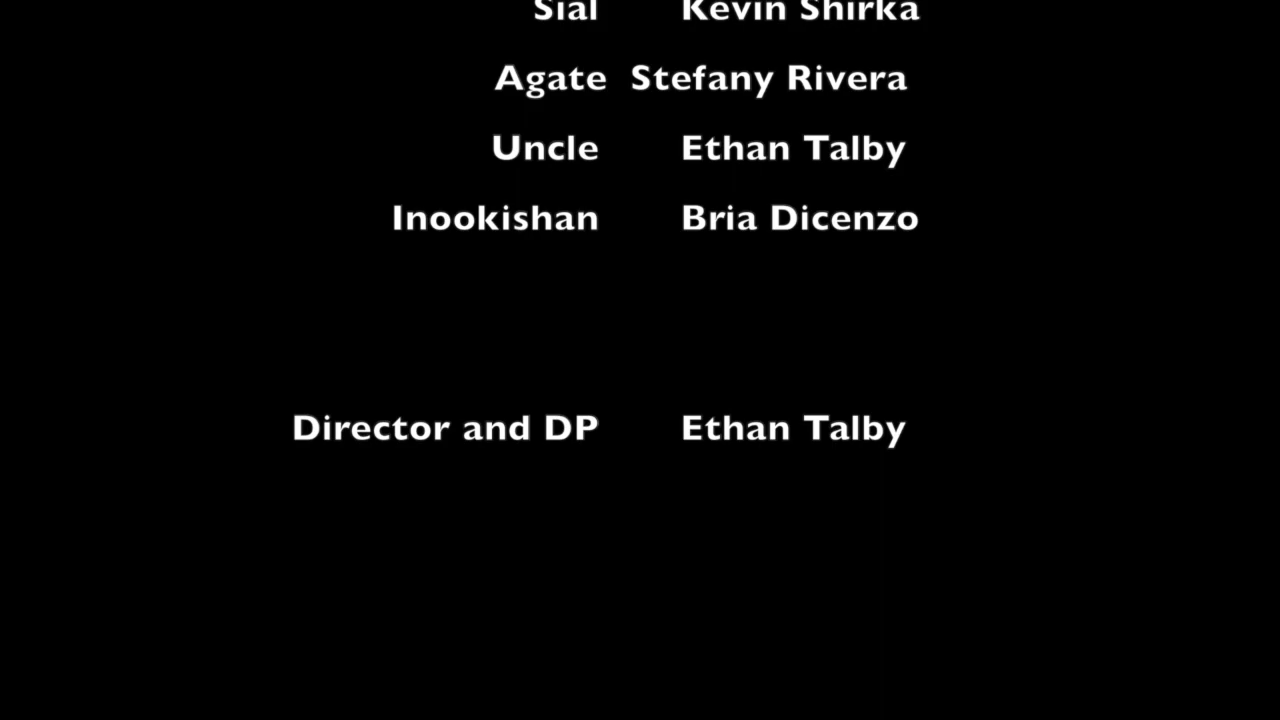 Sial Kevin Shirka
Agate Stefany Rivera
Uncle Ethan Talby
Inookishan Bria Dicenzo
Director and DP Ethan Talby